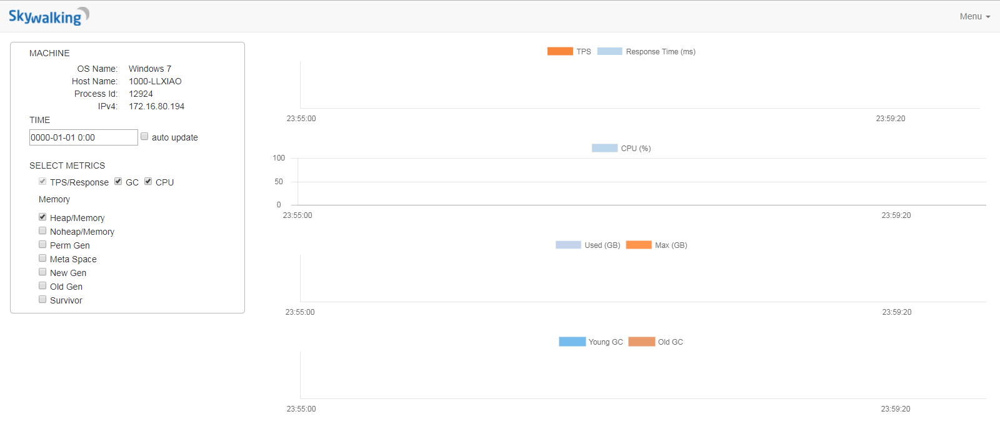 Skywalking
Menu
MACHINE
OS Name: Windows 7
Host Name: 1000-LLXIAO
Process Id: 12924
IPv4: 172.16.80.194
TIME
0000-01-01 0:00 auto update
SELECT METRICS
TPS/Response GC CPU
Memory
Heap/Memory
Noheap/Memory
Perm Gen
Meta Space
New Gen
Old Gen
Survivor
TPS Response Time (ms)
23:55:00 23:59:20
CPU (%)
100
50
0
23:55:00 23:59:20
Used (GB) Max (GB)
23:55:00 23:59:20
Young GC Old GC
23:55:00 23:59:20